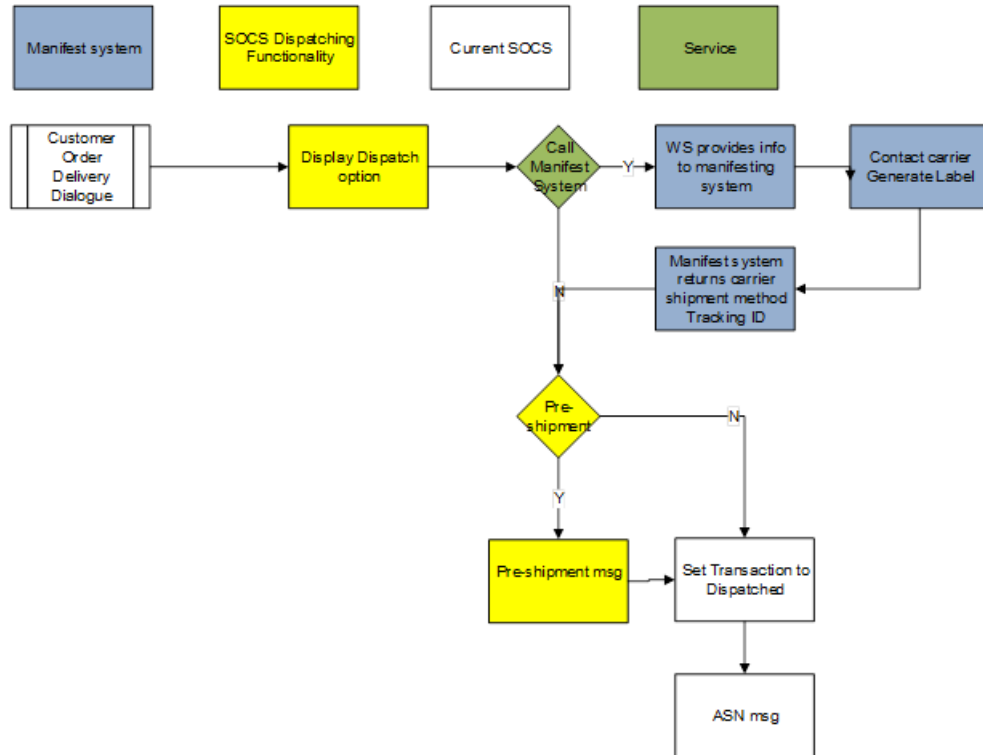 Manifest system
SOCS Dispatching
Functionality
Current SOCS
Service
Customer
Order
Delivery
Dialogue
Display Dispatch
option
Call
Manifest
System
Y
WS provides info
to manifesting
system
Contact carrier
Generate Label
Manifest system
returns carrier
shipment method
Tracking ID
N
Pre-
shipment
N
Y
Pre-shipment msg
Set Transaction to
Dispatched
ASN msg